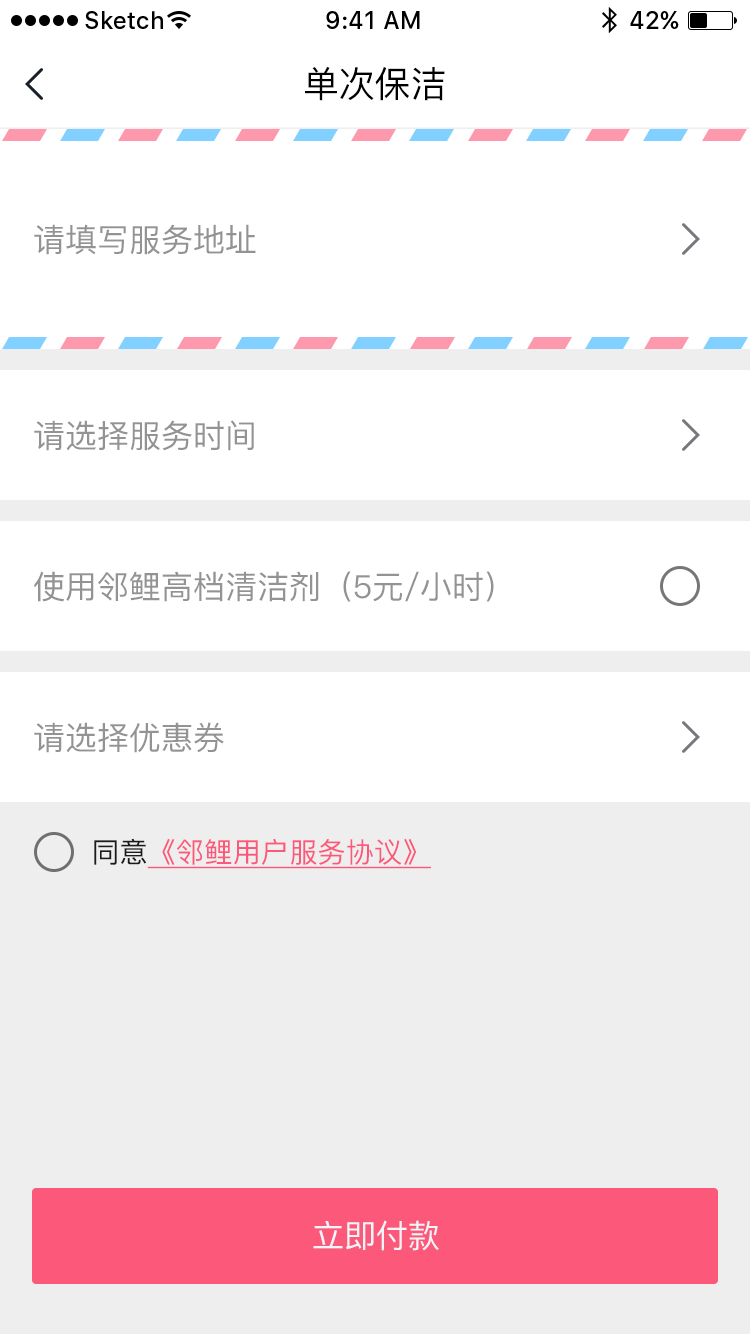 Sketch 9:41 AM 42%
单次保洁
请填写服务地址
请选择服务时间
使用邻鲤高档清洁剂（5元/小时）
请选择优惠券
同意《邻鲤用户服务协议》
立即付款